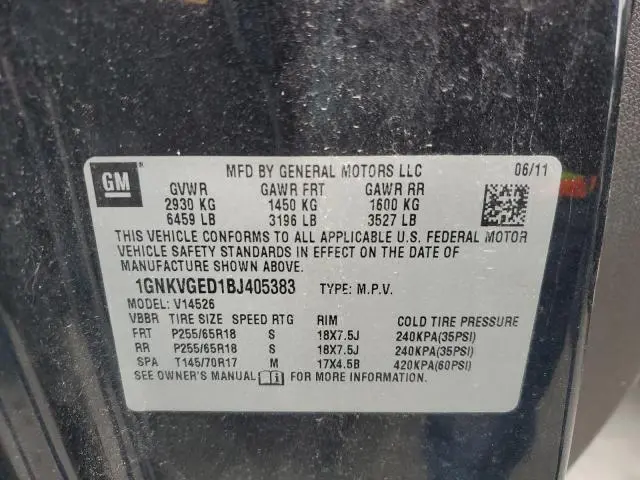 GM
MFD BY GENERAL MOTORS LLC 06/11
GVWR GAWR FRT GAWR RR
2930 KG 1450 KG 1600 KG
6459 LB 3196 LB 3527 LB
THIS VEHICLE CONFORMS TO ALL APPLICABLE U.S. FEDERAL MOTOR
VEHICLE SAFETY STANDARDS IN EFFECT ON THE DATE OF
MANUFACTURE SHOWN ABOVE.
1GNKVGED1BJ405383 TYPE: M.P.V.
MODEL: V14526
VBBR TIRE SIZE SPEED RTG RIM COLD TIRE PRESSURE
FRT P255/65R18 S 18X7.5J 240KPA(35PSI)
RR P255/65R18 S 18X7.5J 240KPA(35PSI)
SPA T145/70R17 M 17X4.5B 420KPA(60PSI)
SEE OWNER'S MANUAL FOR MORE INFORMATION.